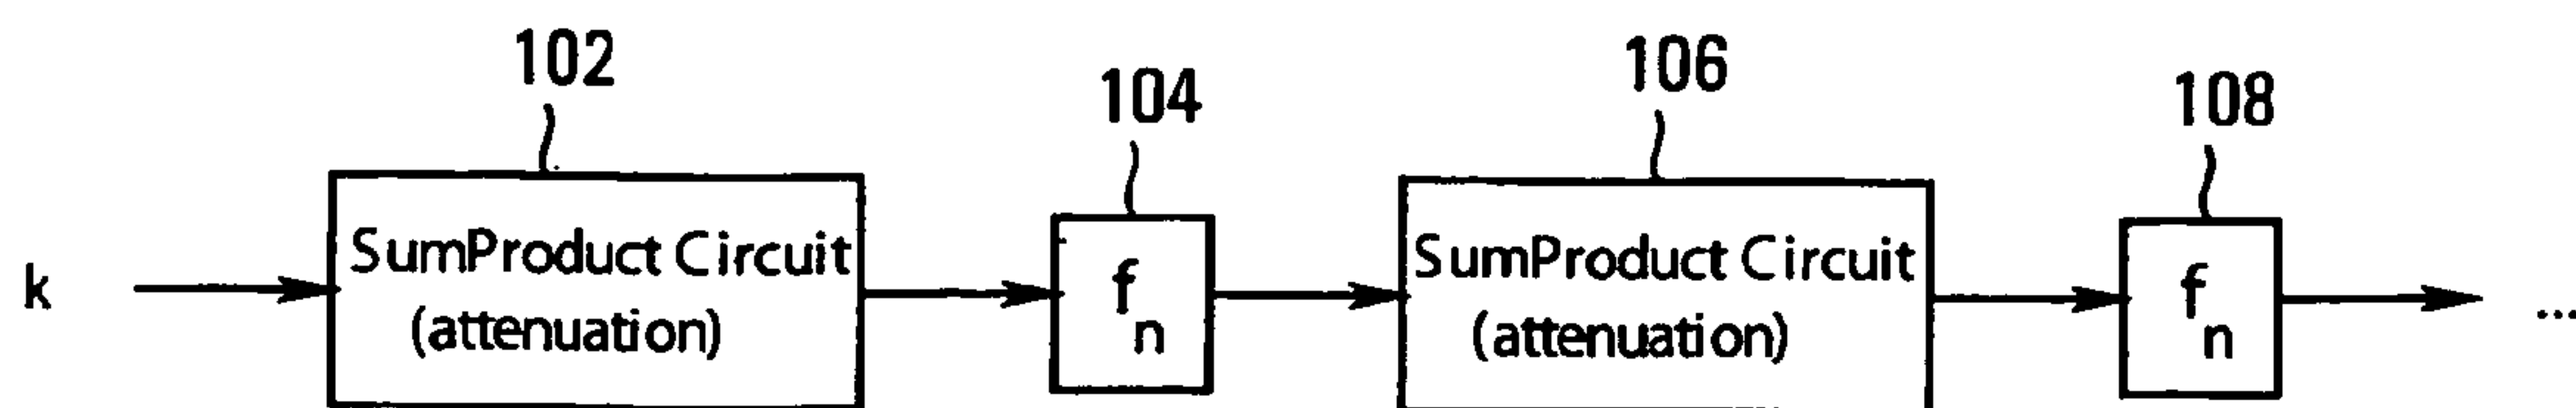 102
104
106
108
k
SumProduct Circuit
(attenuation)
f
n
SumProduct Circuit
(attenuation)
f
n
...